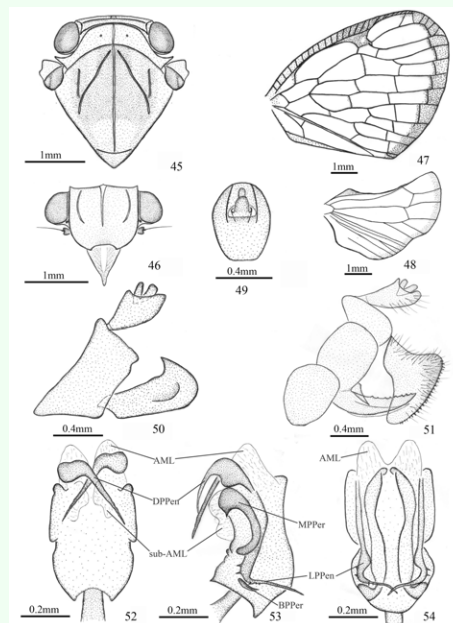 1mm
45
1mm
47
1mm
46
0.4mm
49
1mm
48
0.4mm
50
0.4mm
51
AML
DPPen
MPPer
sub-AML
LPPen
BPPer
AML
0.2mm
52
0.2mm
53
0.2mm
54